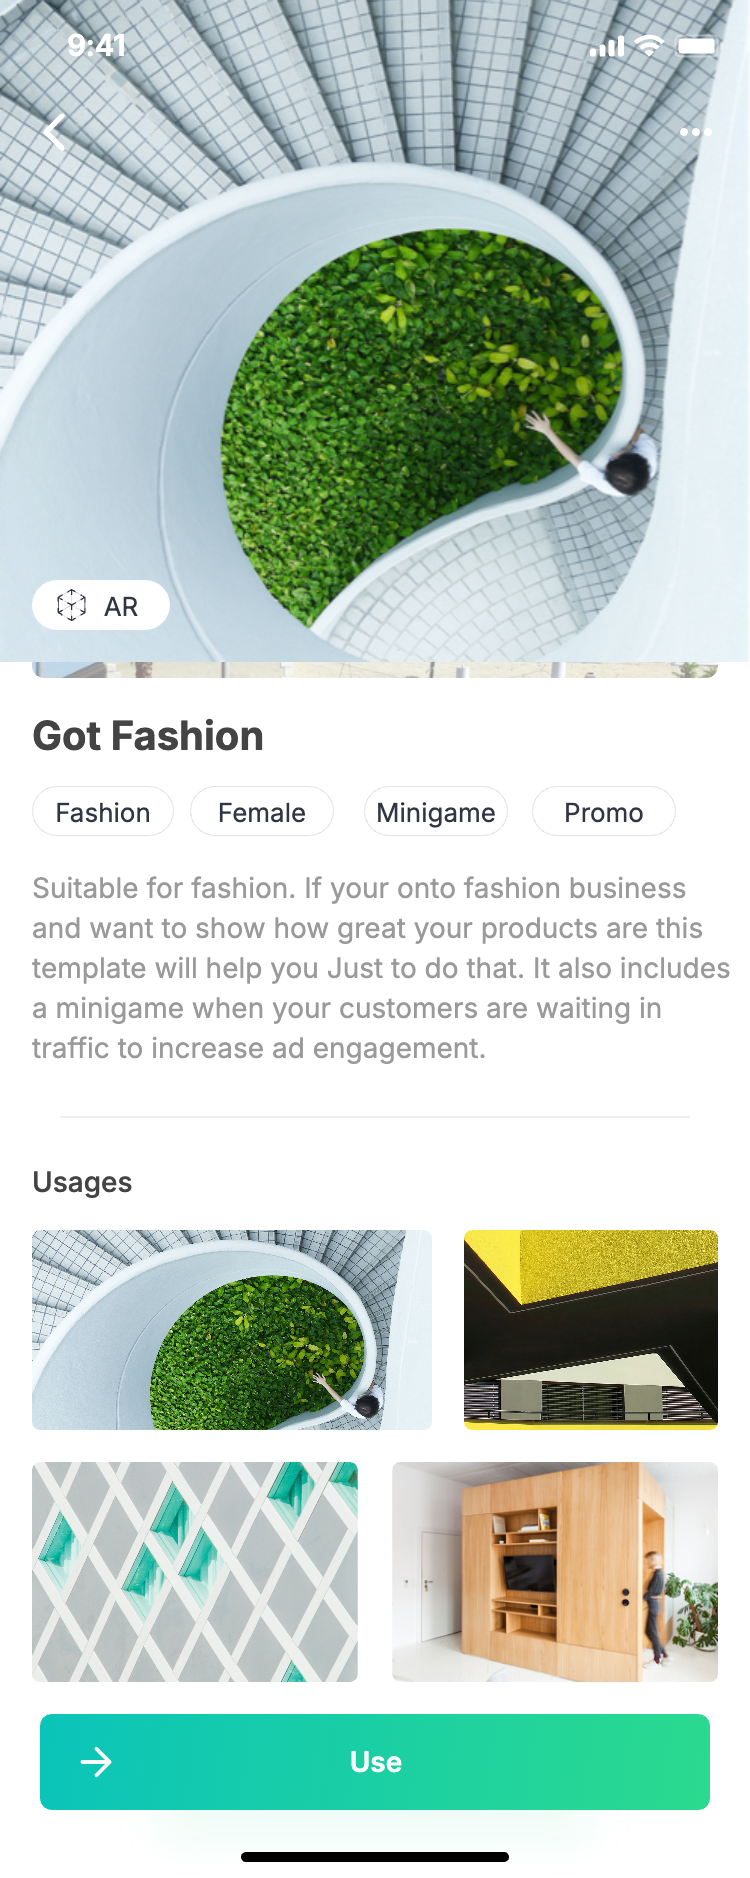 9:41
AR
Got Fashion
Fashion Female Minigame Promo
Suitable for fashion. If your onto fashion business
and want to show how great your products are this
template will help you Just to do that. It also includes
a minigame when your customers are waiting in
traffic to increase ad engagement.
Usages
Use